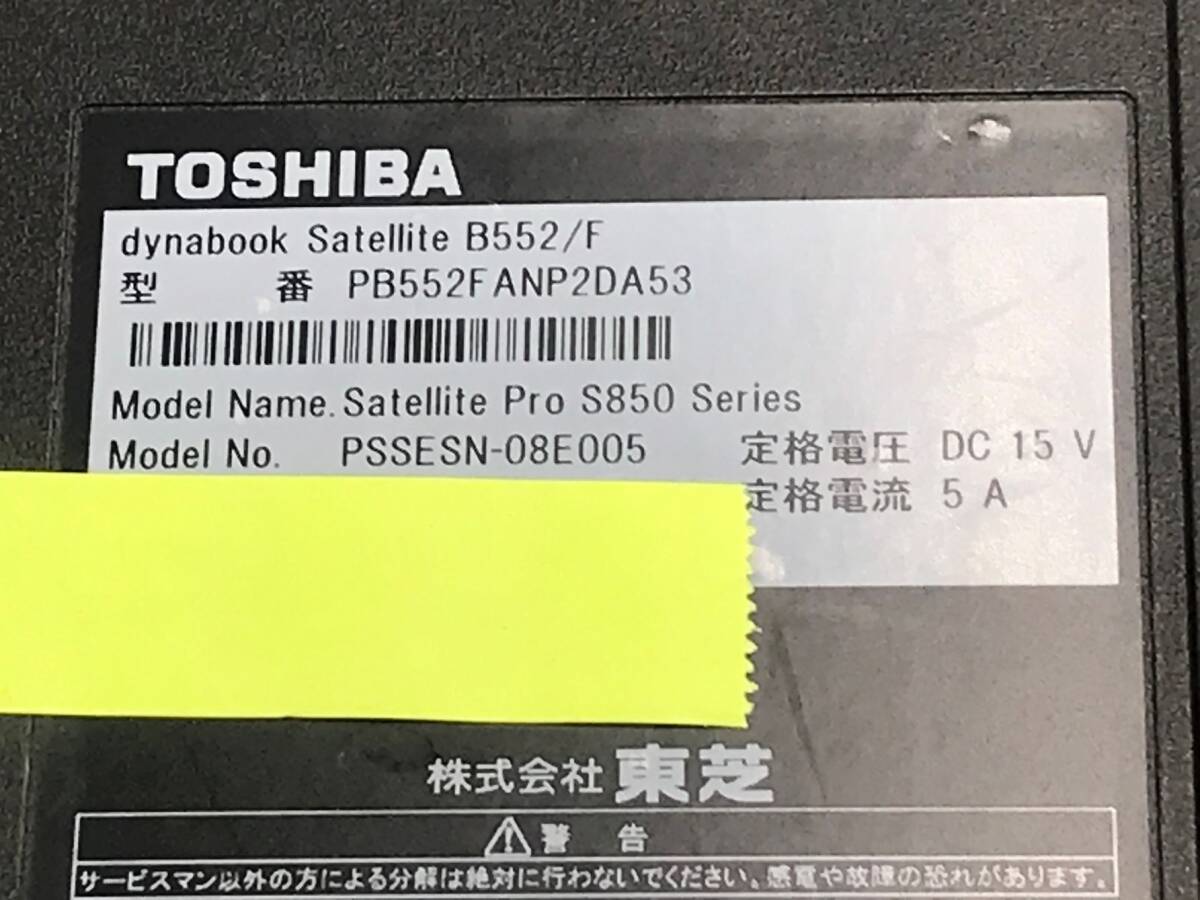 TOSHIBA
dynabook Satellite B552/F
型 番 PB552FANP2DA53
Model Name. Satellite Pro S850 Series
Model No. PSSESN-08E005 定格電圧 DC 15 V
定格電流 5 A
株式会社 東芝
警 告
サービスマン以外の方による分解は絶対に行わないでください。感電や故障の恐れがあります。